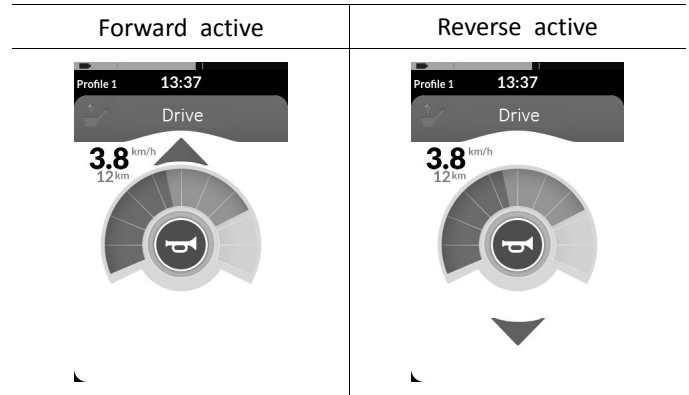 Forward active
Reverse active
Profile 1 13:37
Drive
3.8 km/h
12 km
Profile 1 13:37
Drive
3.8 km/h
12 km